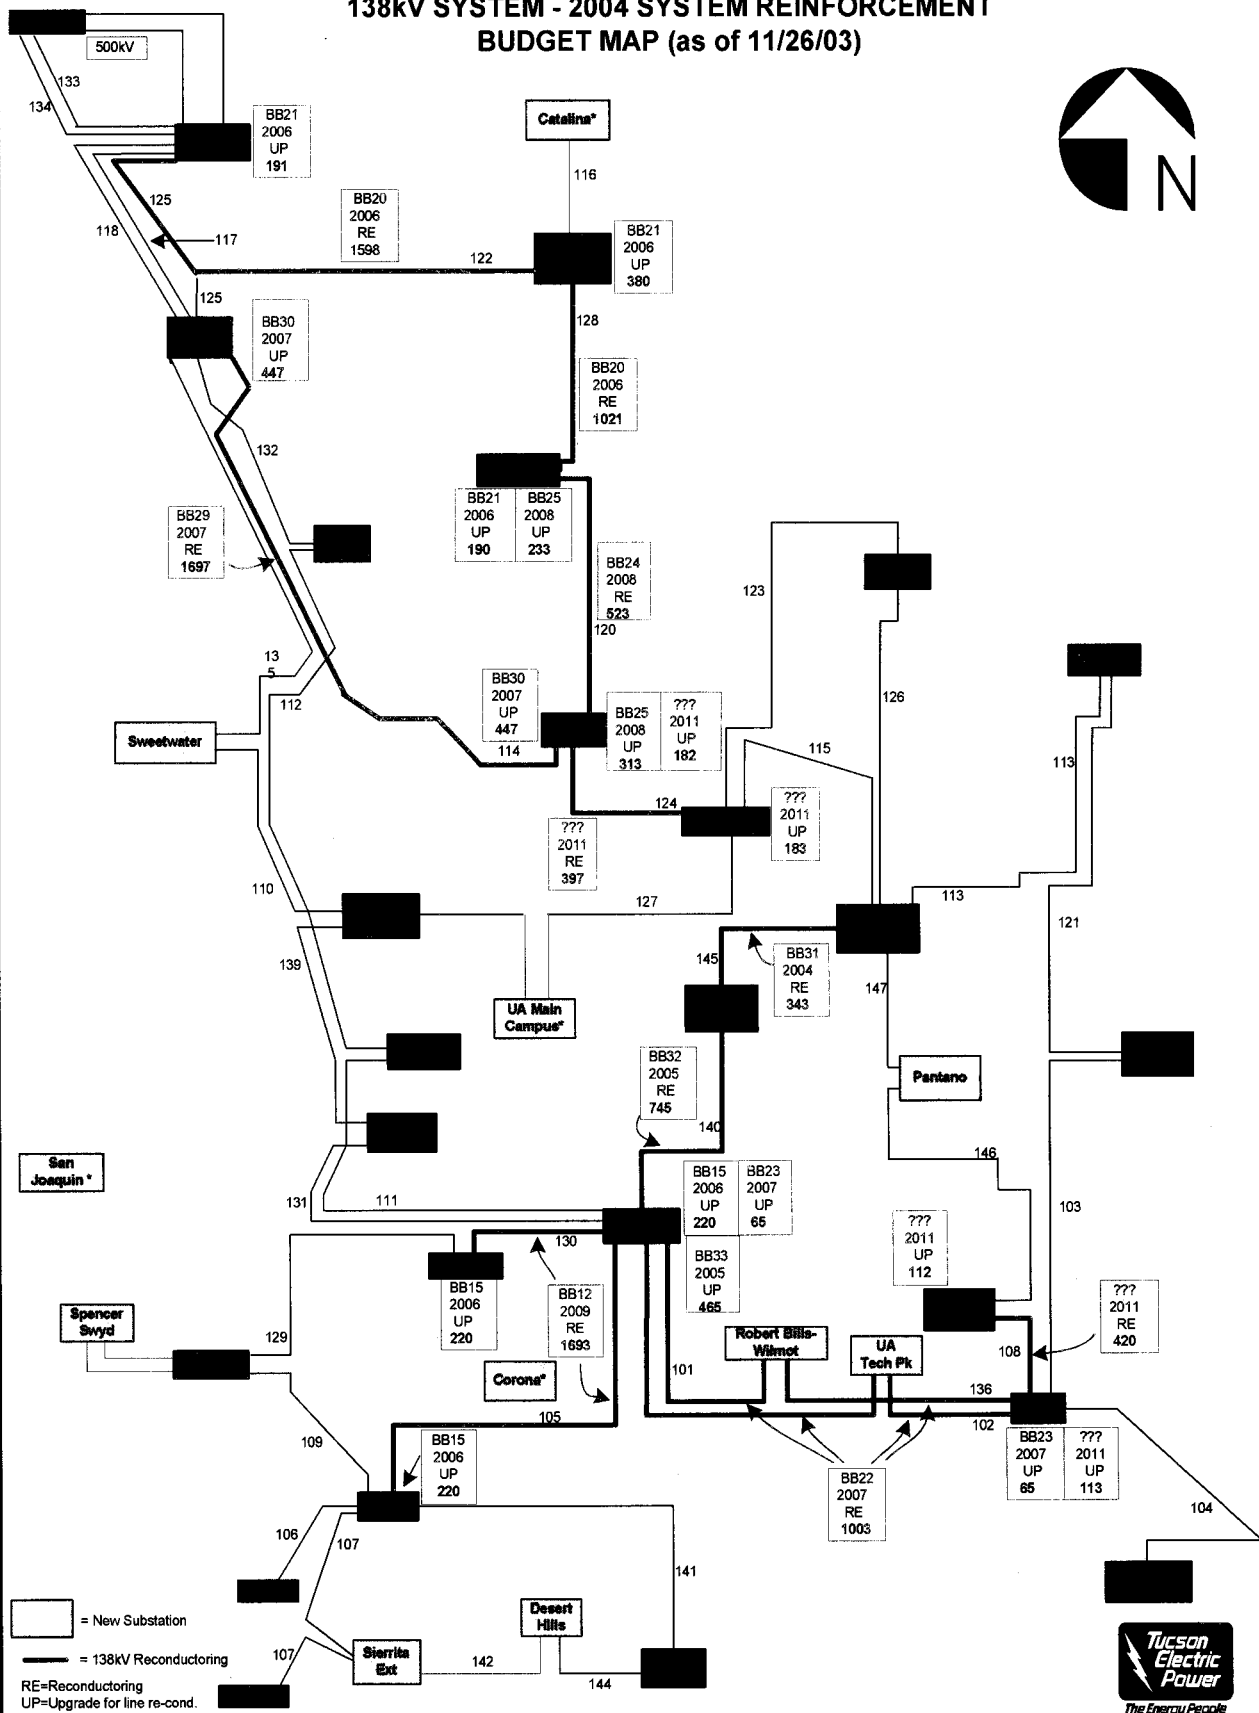 138kV SYSTEM - 2004 SYSTEM REINFORCEMENT
BUDGET MAP (as of 11/26/03)
500kV
133
134
BB21
2006
UP
191
Catalina*
N
116
125
118
117
BB20
2006
RE
1598
122
BB21
2006
UP
380
125
128
BB30
2007
UP
447
BB20
2006
RE
1021
132
BB21
2006
UP
190
BB25
2008
UP
233
BB29
2007
RE
1697
BB24
2008
RE
523
120
123
126
13
5
112
BB30
2007
UP
447
114
BB25
2008
UP
313
???
2011
UP
182
Sweetwater
115
113
124
???
2011
UP
183
???
2011
RE
397
110
127
113
121
139
145
BB31
2004
RE
343
147
UA Main
Campus*
BB32
2005
RE
745
Pantano
140
146
San
Joaquin *
131
111
BB15
2006
UP
220
BB23
2007
UP
65
103
130
BB33
2005
UP
465
???
2011
UP
112
BB15
2006
UP
220
BB12
2009
RE
1693
???
2011
RE
420
Spencer
Swyd
129
Robert Bills-
Wilmot
UA
Tech Pk
108
Corona*
101
136
102
105
109
BB15
2006
UP
220
BB23
2007
UP
65
???
2011
UP
113
BB22
2007
RE
1003
104
106
107
141
= New Substation
Desert
Hills
= 138kV Reconductoring
107
Sierrita
Ext
142
144
RE=Reconductoring
UP=Upgrade for line re-cond.
Tucson
Electric
Power
The Energy People